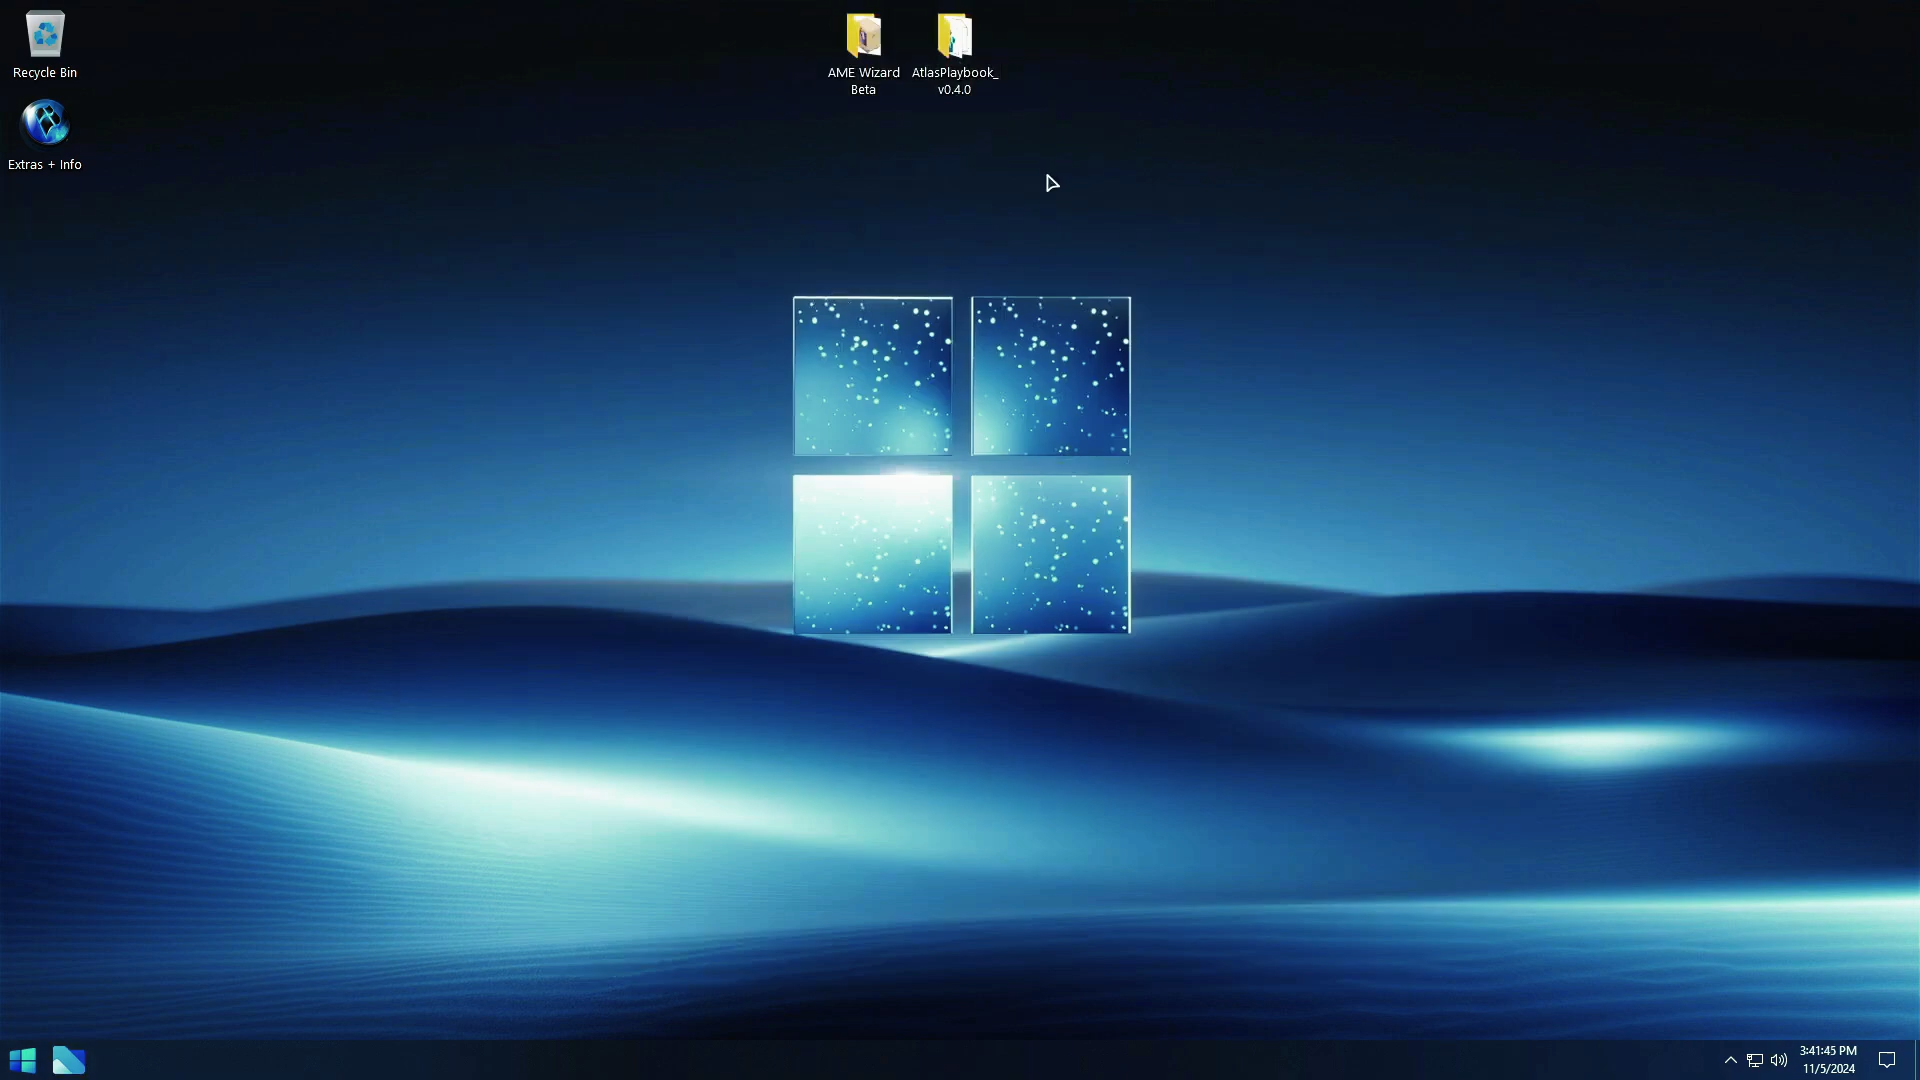 Recycle Bin
AME Wizard
Beta
AtlasPlaybook_
v0.4.0
Extras + Info
3:41:45 PM
11/5/2024